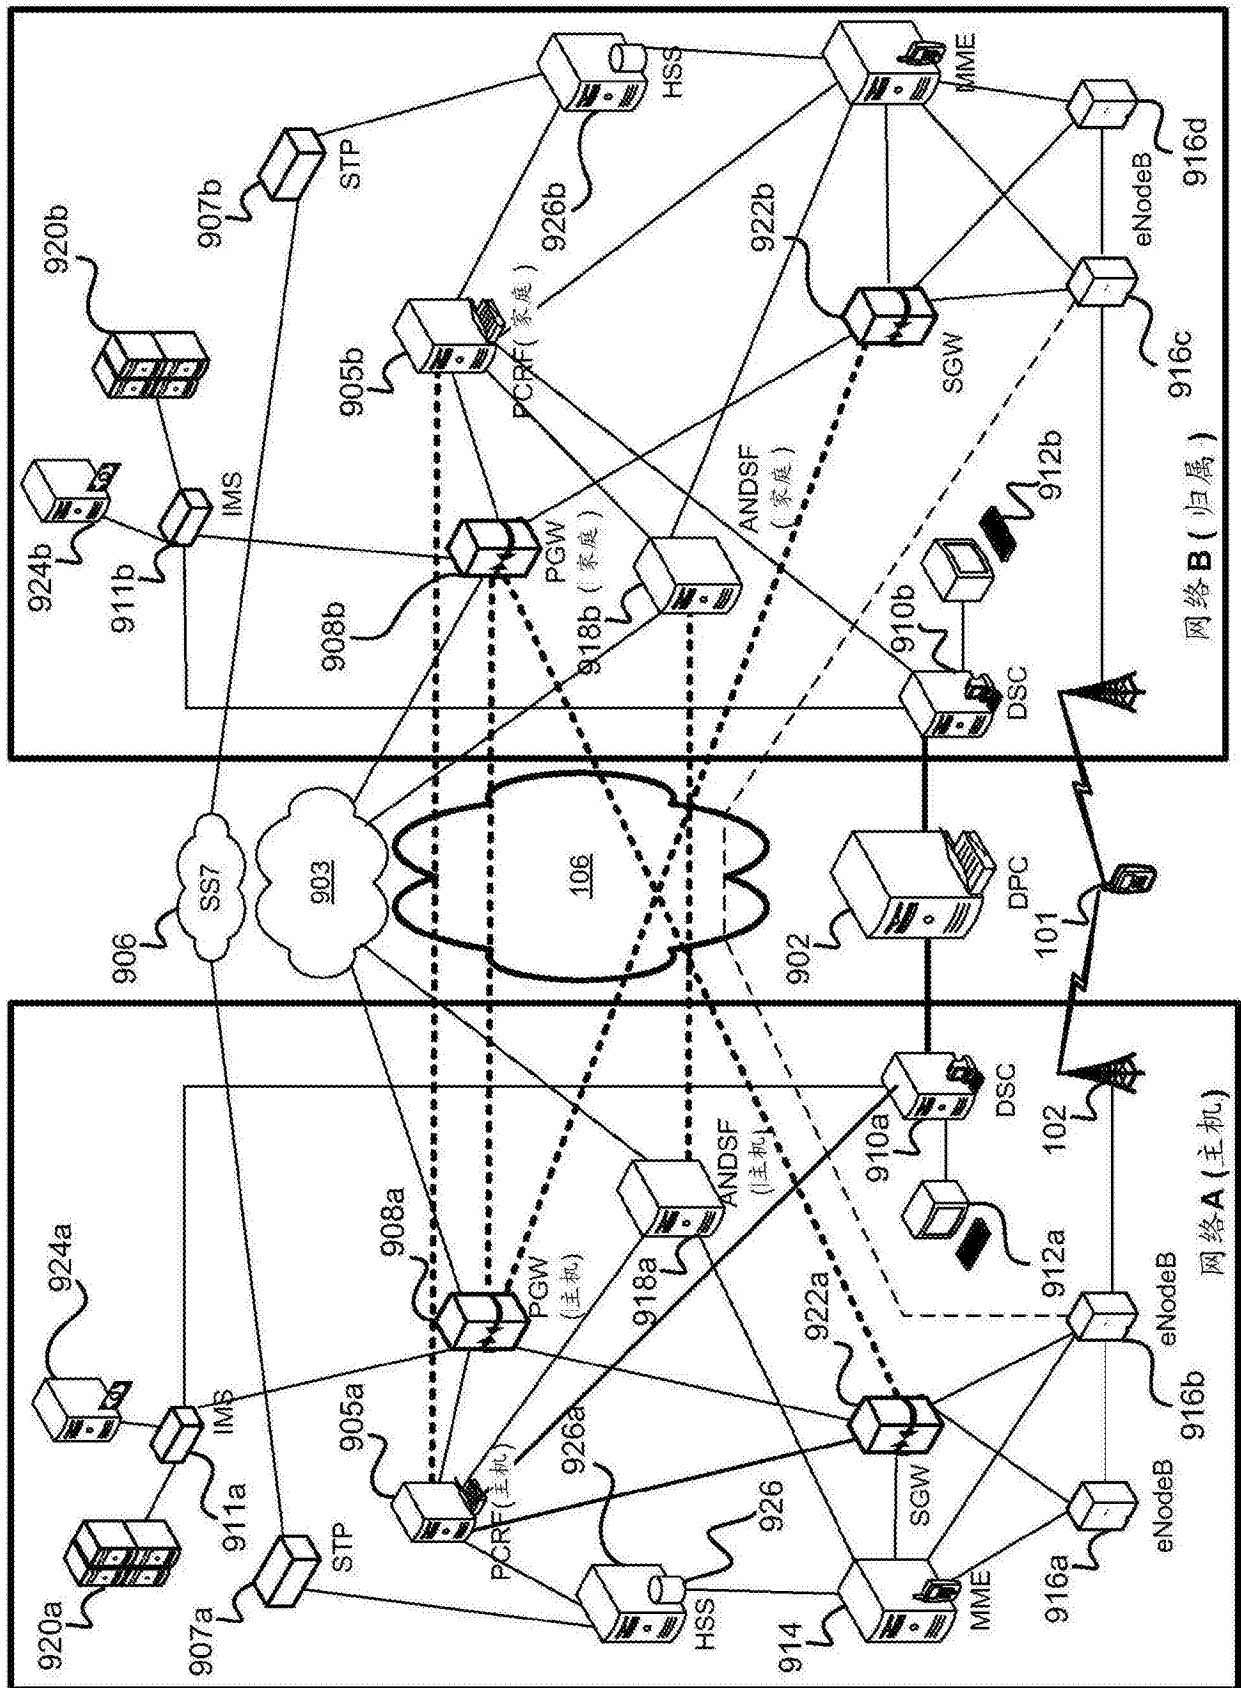 920a
924a
911a
IMS
907a
STP
905a
PCRF(主机)
908a
PGW
(主机)
926a
HSS
926
918a
ANDSF
(主机)
914
MME
922a
SGW
910a
DSC
912a
916a
eNodeB
916b
eNodeB
102
网络A (主机)
906
SS7
903
106
902
DPC
101
924b
920b
911b
IMS
907b
STP
905b
PCRF(家庭)
908b
PGW
(家庭)
926b
HSS
918b
ANDSF
(家庭)
922b
SGW
MME
910b
DSC
912b
916c
eNodeB
916d
网络B (归属)